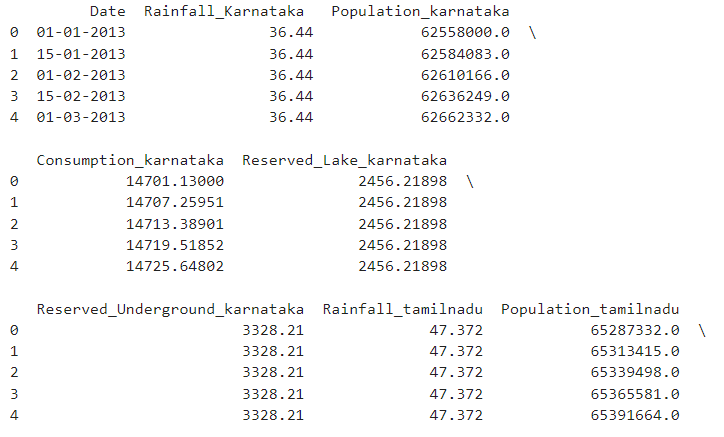 Date Rainfall_Karnataka Population_karnataka
0 01-01-2013 36.44 62558000.0 \
1 15-01-2013 36.44 62584083.0
2 01-02-2013 36.44 62610166.0
3 15-02-2013 36.44 62636249.0
4 01-03-2013 36.44 62662332.0
Consumption_karnataka Reserved_Lake_karnataka
0 14701.13000 2456.21898 \
1 14707.25951 2456.21898
2 14713.38901 2456.21898
3 14719.51852 2456.21898
4 14725.64802 2456.21898
Reserved_Underground_karnataka Rainfall_tamilnadu Population_tamilnadu
0 3328.21 47.372 65287332.0 \
1 3328.21 47.372 65313415.0
2 3328.21 47.372 65339498.0
3 3328.21 47.372 65365581.0
4 3328.21 47.372 65391664.0